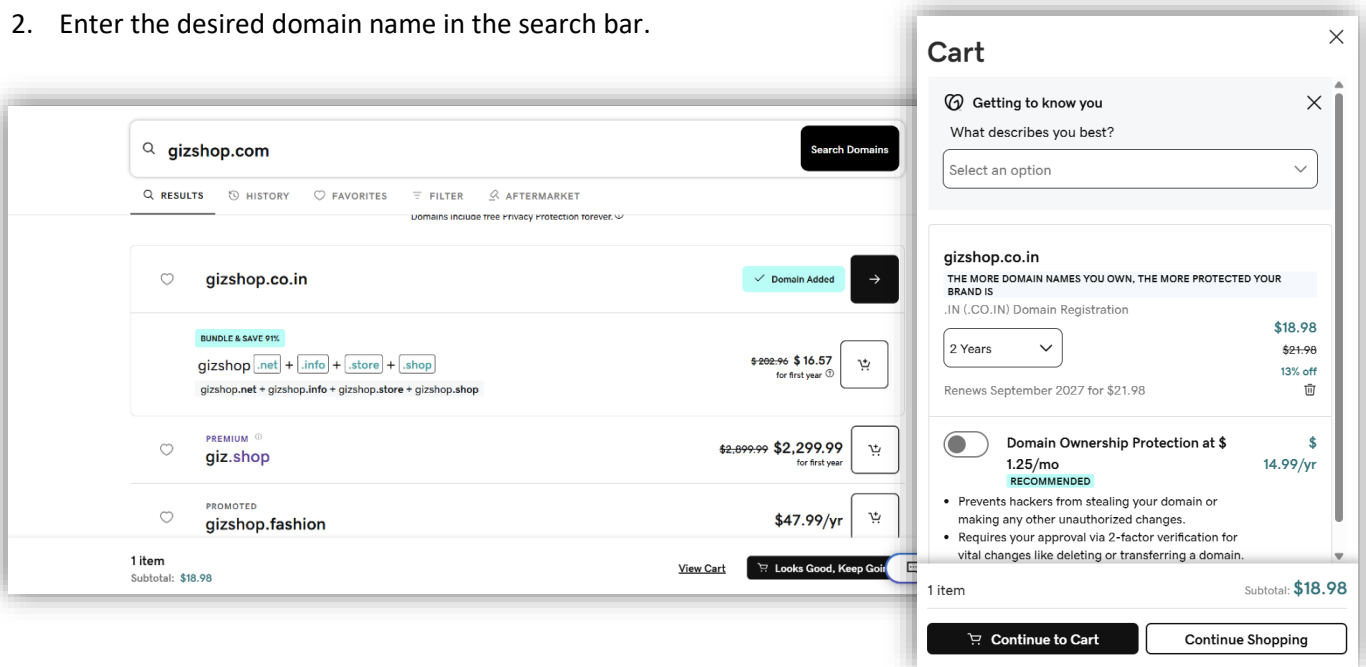 2. Enter the desired domain name in the search bar.
gizshop.com
Search Domains
RESULTS
HISTORY
FAVORITES
FILTER
AFTERMARKET
Domains include free Privacy Protection forever.
gizshop.co.in
Domain Added
BUNDLE & SAVE 91%
gizshop .net + .info + .store + .shop
gizshop.net + gizshop.info + gizshop.store + gizshop.shop
$202.96 $16.57
for first year
PREMIUM
giz.shop
$2,899.99 $2,299.99
for first year
PROMOTED
gizshop.fashion
$47.99/yr
1 item
Subtotal: $18.98
View Cart
Looks Good, Keep Goin
Cart
Getting to know you
What describes you best?
Select an option
gizshop.co.in
THE MORE DOMAIN NAMES YOU OWN, THE MORE PROTECTED YOUR
BRAND IS
.IN (.CO.IN) Domain Registration
$18.98
2 Years
$21.98
13% off
Renews September 2027 for $21.98
Domain Ownership Protection at $
1.25/mo
$
14.99/yr
RECOMMENDED
• Prevents hackers from stealing your domain or
making any other unauthorized changes.
• Requires your approval via 2-factor verification for
vital changes like deleting or transferring a domain.
1 item
Subtotal: $18.98
Continue to Cart
Continue Shopping